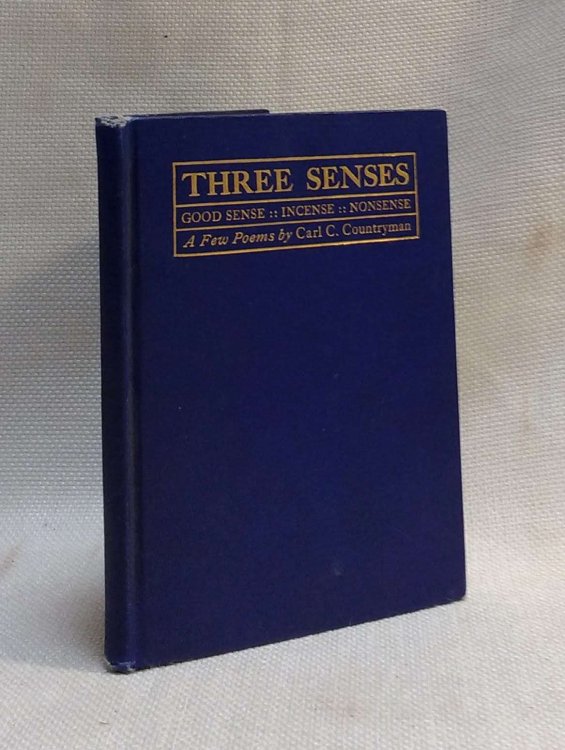 THREE SENSES
GOOD SENSE :: INCENSE :: NONSENSE
A Few Poems by Carl C. Countryman